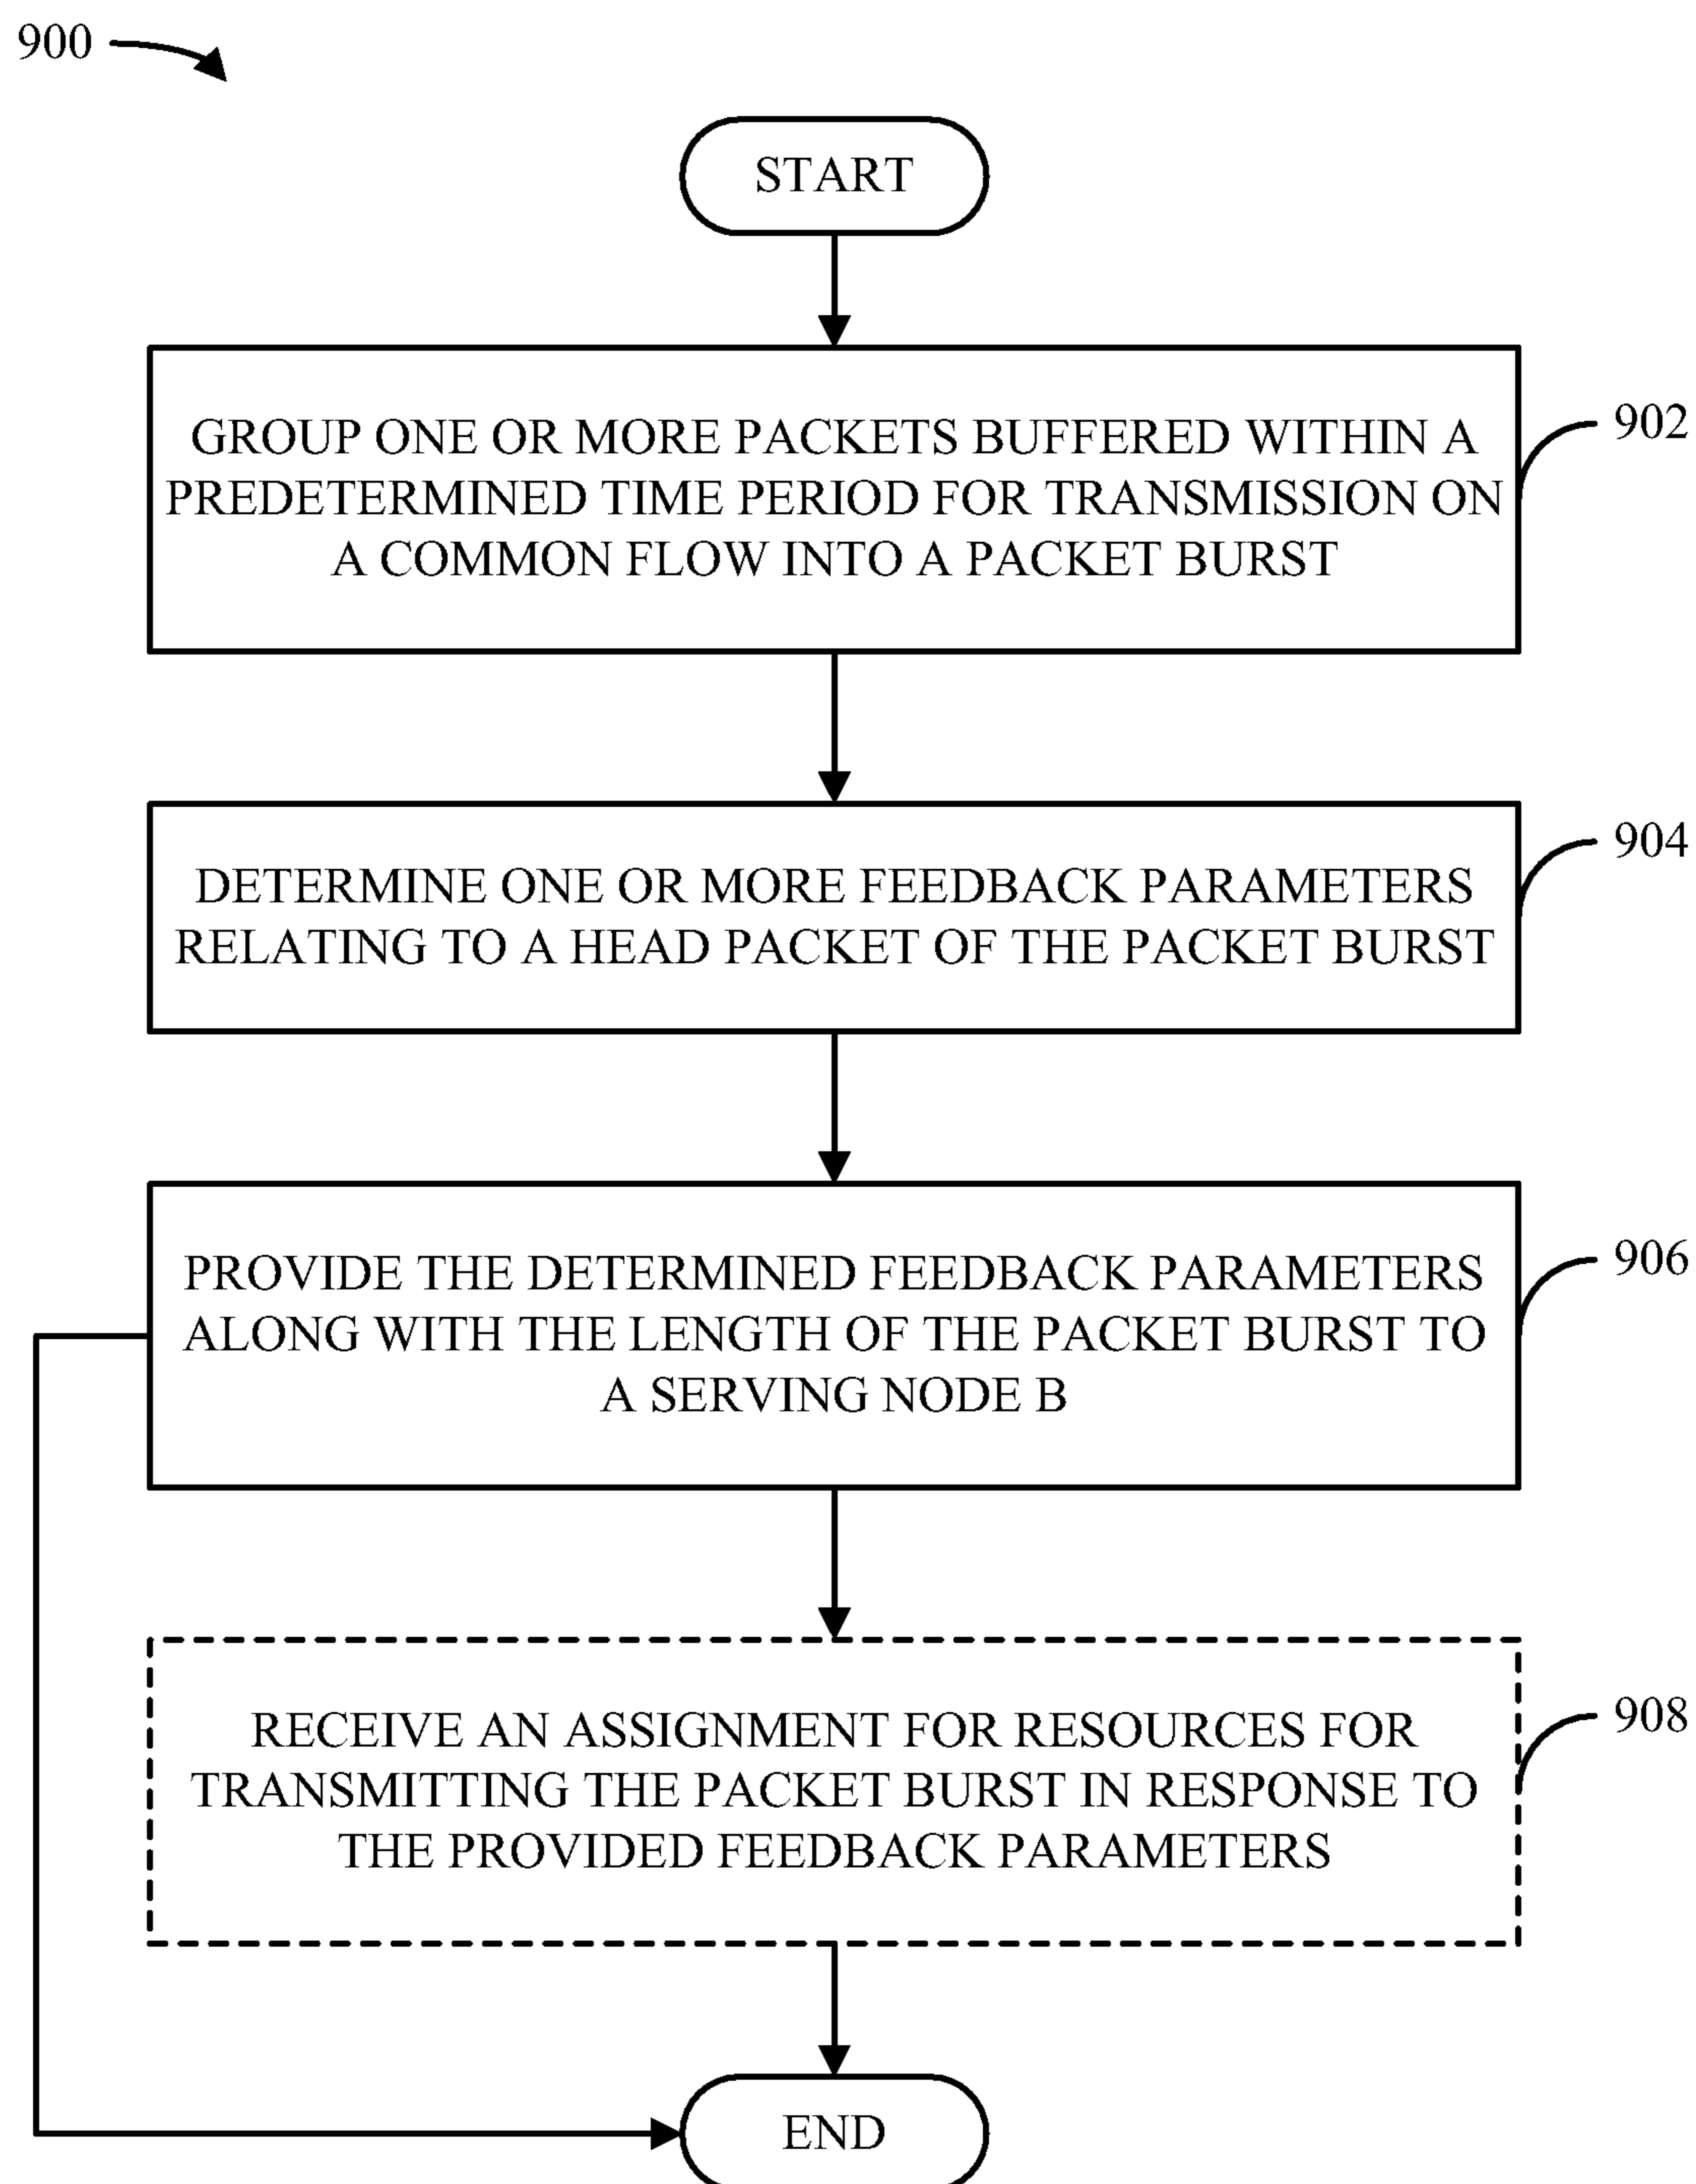 900
START
GROUP ONE OR MORE PACKETS BUFFERED WITHIN A
PREDETERMINED TIME PERIOD FOR TRANSMISSION ON
A COMMON FLOW INTO A PACKET BURST
902
DETERMINE ONE OR MORE FEEDBACK PARAMETERS
RELATING TO A HEAD PACKET OF THE PACKET BURST
904
PROVIDE THE DETERMINED FEEDBACK PARAMETERS
ALONG WITH THE LENGTH OF THE PACKET BURST TO
A SERVING NODE B
906
RECEIVE AN ASSIGNMENT FOR RESOURCES FOR
TRANSMITTING THE PACKET BURST IN RESPONSE TO
THE PROVIDED FEEDBACK PARAMETERS
908
END